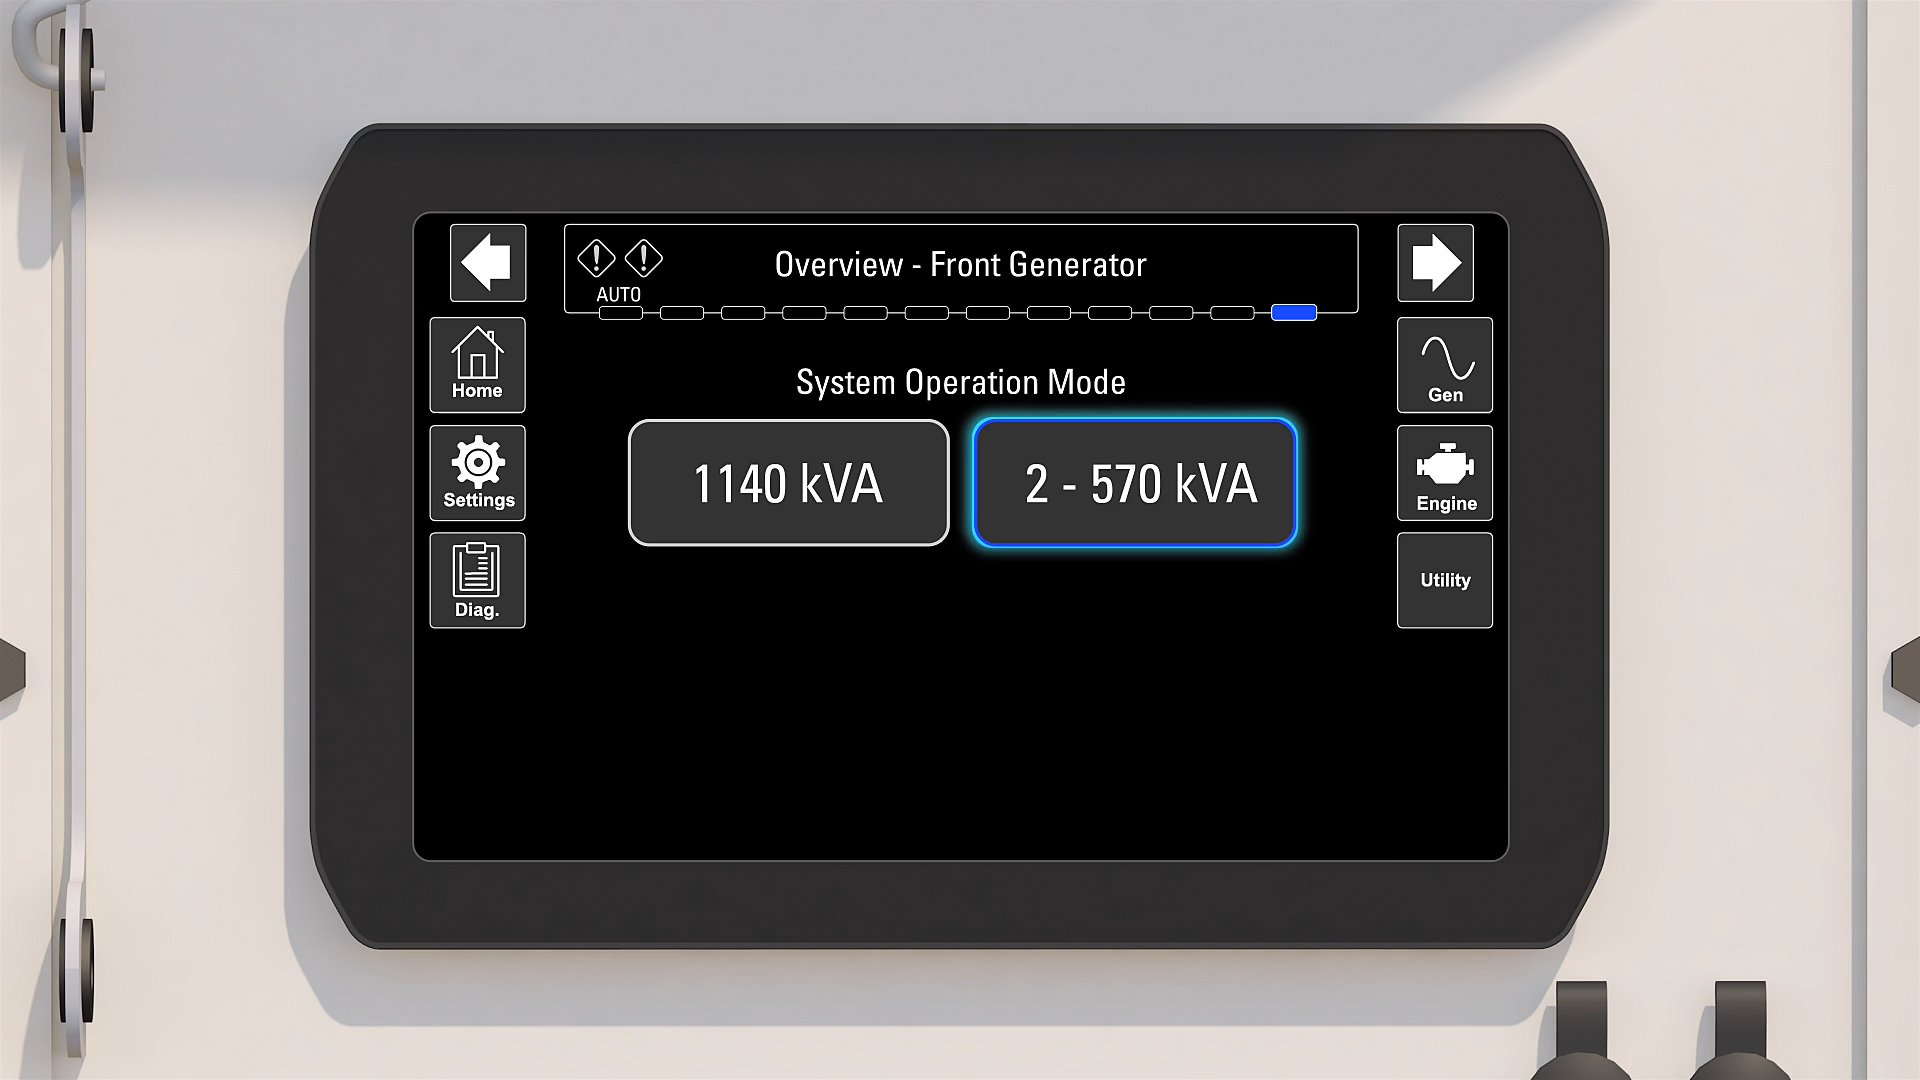 Overview - Front Generator
AUTO
Home
Settings
Diag.
System Operation Mode
1140 kVA
2 - 570 kVA
Gen
Engine
Utility